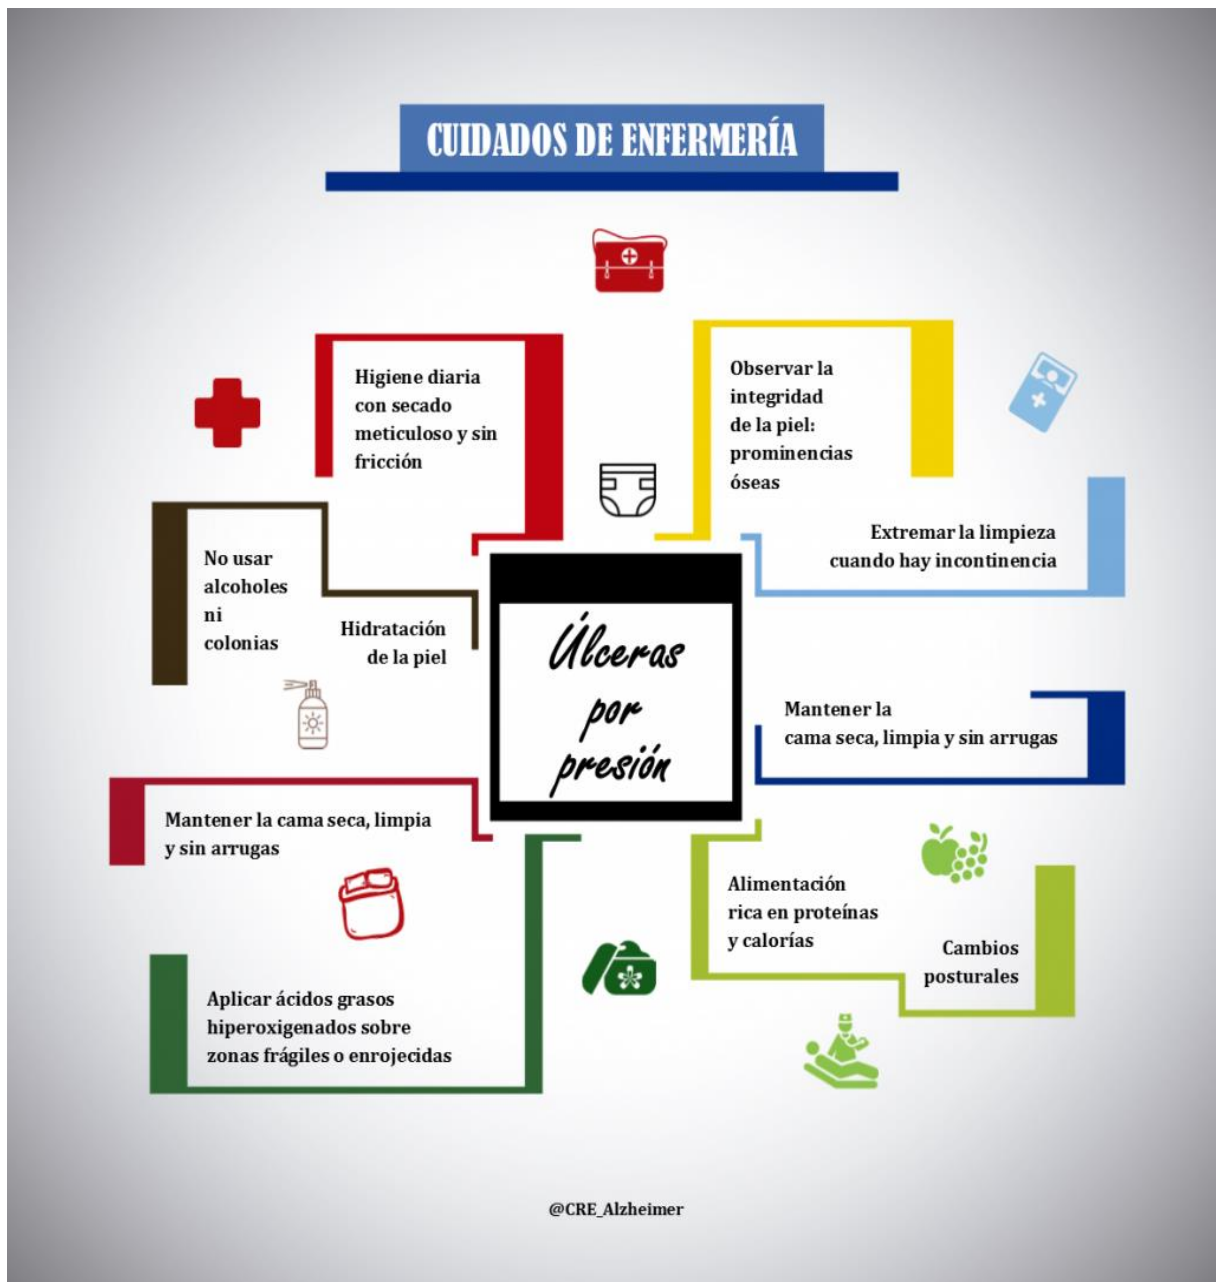 CUIDADOS DE ENFERMERÍA
Higiene diaria
con secado
meticuloso y sin
fricción
Observar la
integridad
de la piel:
prominencias
óseas
No usar
alcoholes
ni
colonias
Hidratación
de la piel
Extremar la limpieza
cuando hay incontinencia
Úlceras
por
presión
Mantener la
cama seca, limpia y sin arrugas
Mantener la cama seca, limpia
y sin arrugas
Alimentación
rica en proteínas
y calorías
Cambios
posturales
Aplicar ácidos grasos
hiperoxigenados sobre
zonas frágiles o enrojecidas
@CRE_Alzheimer